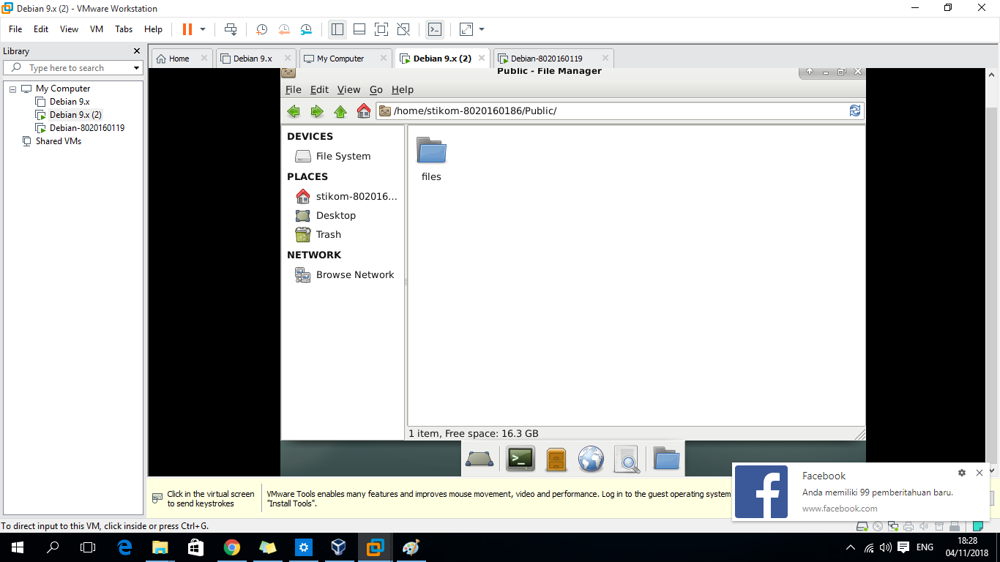 Debian 9.x (2) - VMware Workstation
File Edit View VM Tabs Help
Library
Type here to search
My Computer
Debian 9.x
Debian 9.x (2)
Debian-8020160119
Shared VMs
Home
Debian 9.x
My Computer
Debian 9.x (2)
Debian-8020160119
Public - File Manager
File Edit View Go Help
/home/stikom-8020160186/Public/
DEVICES
File System
PLACES
stikom-802016...
Desktop
Trash
NETWORK
Browse Network
files
1 item, Free space: 16.3 GB
Click in the virtual screen
to send keystrokes
VMware Tools enables many features and improves mouse movement, video and performance. Log in to the guest operating system
"Install Tools".
Facebook
Anda memiliki 99 pemberitahuan baru.
www.facebook.com
To direct input to this VM, click inside or press Ctrl+G.
ENG
18:28
04/11/2018